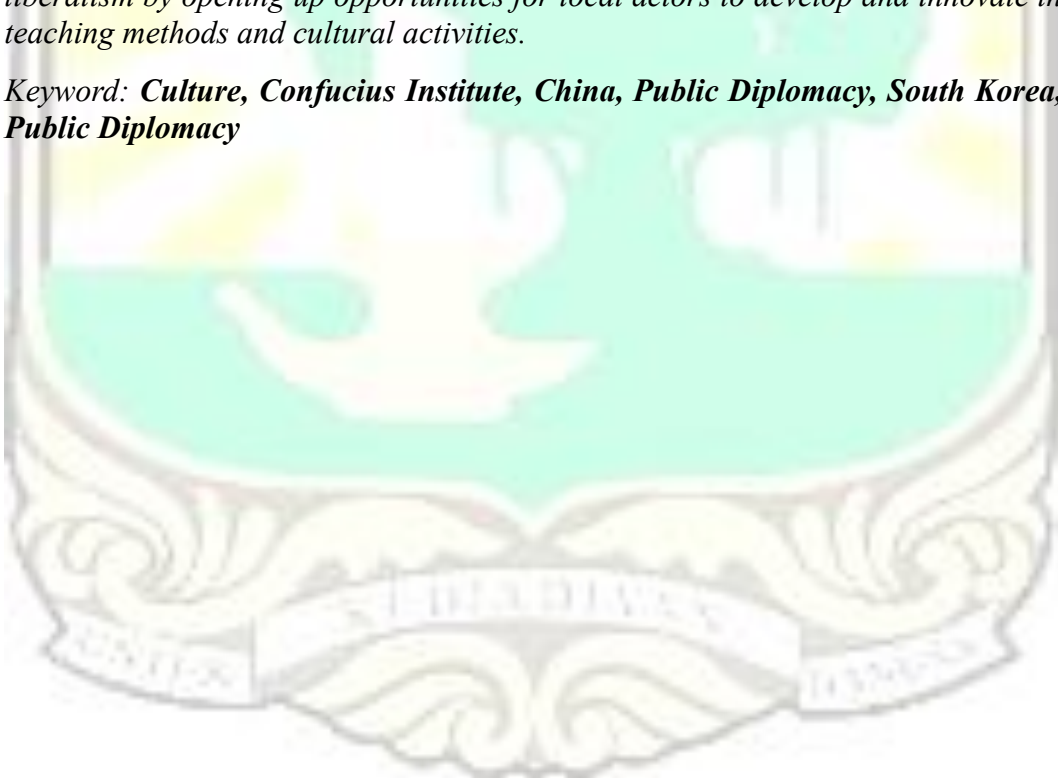 liberalism by opening up opportunities for local actors to develop and innovate in
teaching methods and cultural activities.
Keyword: Culture, Confucius Institute, China, Public Diplomacy, South Korea,
Public Diplomacy